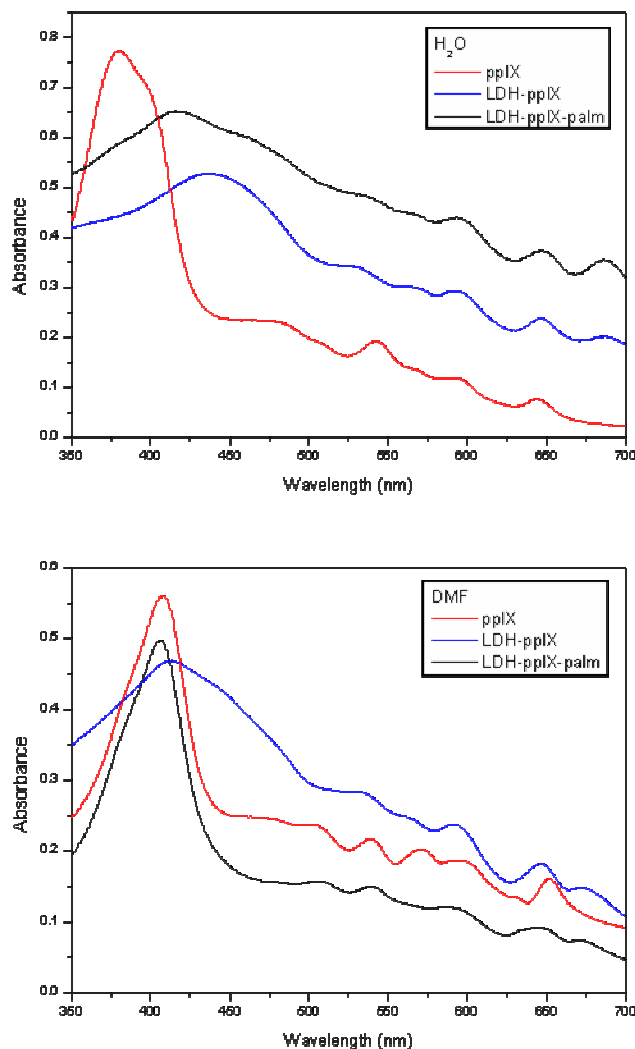 0.8
0.7
0.6
0.5
0.4
0.3
0.2
0.1
0.0
Absorbance
H₂O
ppIX
LDH-ppIX
LDH-ppIX-palm
350 400 450 500 550 600 650 700
Wavelength (nm)
0.6
0.5
0.4
0.3
0.2
0.1
0.0
Absorbance
DMF
ppIX
LDH-ppIX
LDH-ppIX-palm
350 400 450 500 550 600 650 700
Wavelength (nm)